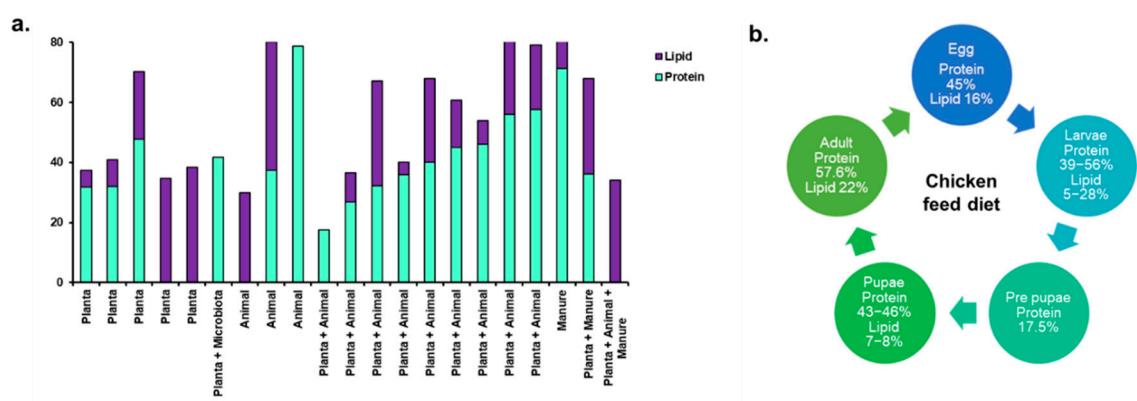 a.
80
60
40
20
0
Lipid
Protein
Planta
Planta
Planta
Planta
Planta
Planta + Microbiota
Animal
Animal
Animal
Planta + Animal
Planta + Animal
Planta + Animal
Planta + Animal
Planta + Animal
Planta + Animal
Planta + Animal
Planta + Animal
Planta + Animal
Manure
Planta + Manure
Planta + Animal +
Manure
b.
Egg
Protein
45%
Lipid 16%
Larvae
Protein
39–56%
Lipid
5–28%
Pre pupae
Protein
17.5%
Pupae
Protein
43–46%
Lipid
7–8%
Adult
Protein
57.6%
Lipid 22%
Chicken
feed diet